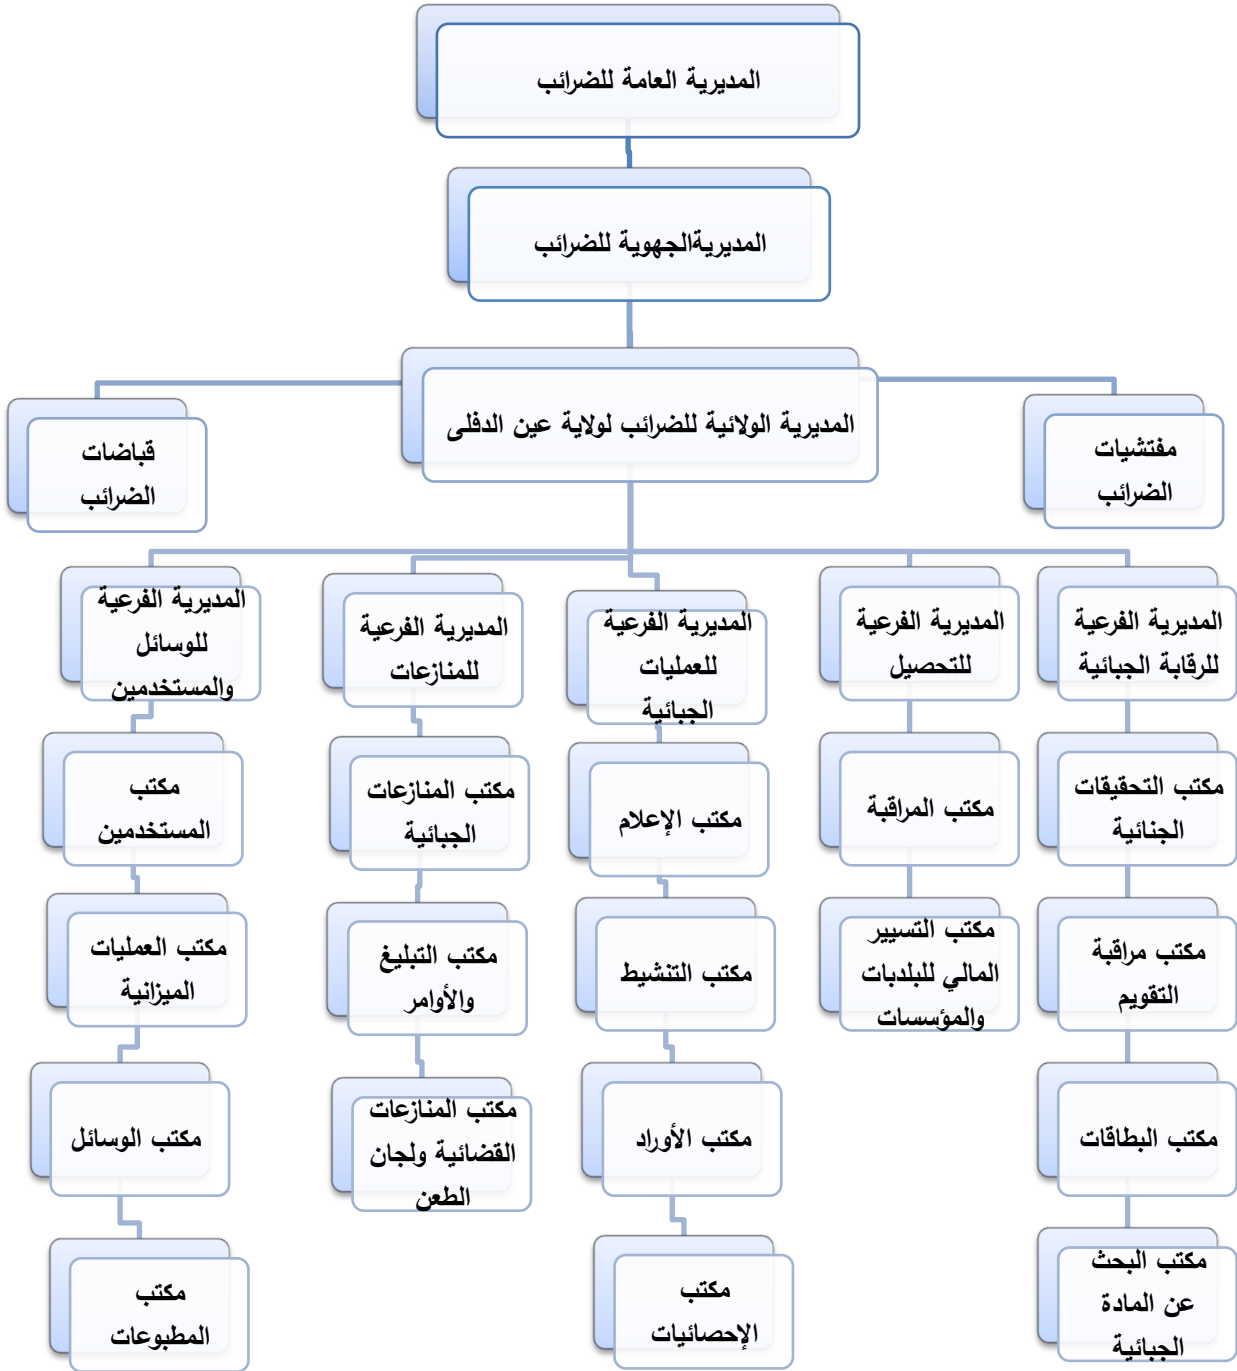 المديرية العامة للضرائب
المديريةالجهوية للضرائب
المديرية الولائية للضرائب لولاية عين الدفلى
مفتشيات
الضرائب
قباضات
الضرائب
المديرية الفرعية
للرقابة الجبائية
مكتب التحقيقات
الجنائية
مكتب مراقبة
التقويم
مكتب البطاقات
مكتب البحث
عن المادة
الجبائية
المديرية الفرعية
للتحصيل
مكتب المراقبة
مكتب التسيير
المالي للبلدبات
والمؤسسات
المديرية الفرعية
للعمليات
الجبائية
مكتب الإعلام
مكتب التنشيط
مكتب الأوراد
مكتب
الإحصائيات
المديرية الفرعية
للمنازعات
مكتب المنازعات
الجبائية
مكتب التبليغ
والأوامر
مكتب المنازعات
القضائية ولجان
الطعن
المديرية الفرعية
للوسائل
والمستخدمين
مكتب
المستخدمين
مكتب العمليات
الميزانية
مكتب الوسائل
مكتب
المطبوعات